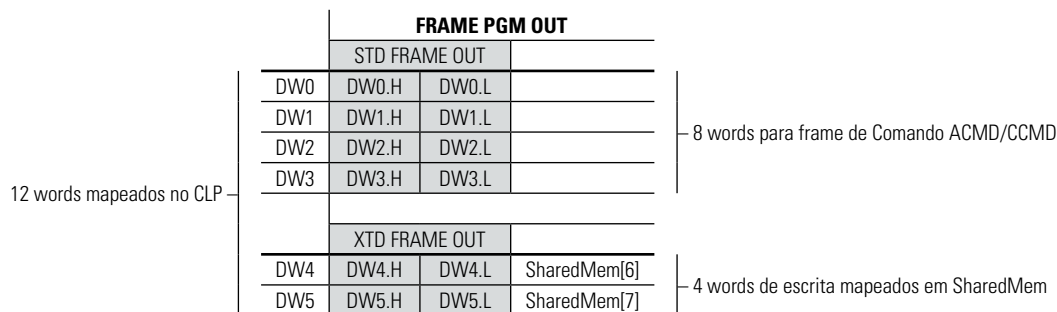 FRAME PGM OUT
STD FRAME OUT
DW0 DW0.H DW0.L
DW1 DW1.H DW1.L
8 words para frame de Comando ACMD/CCMD
DW2 DW2.H DW2.L
DW3 DW3.H DW3.L
12 words mapeados no CLP
XTD FRAME OUT
DW4 DW4.H DW4.L SharedMem[6]
4 words de escrita mapeados em SharedMem
DW5 DW5.H DW5.L SharedMem[7]